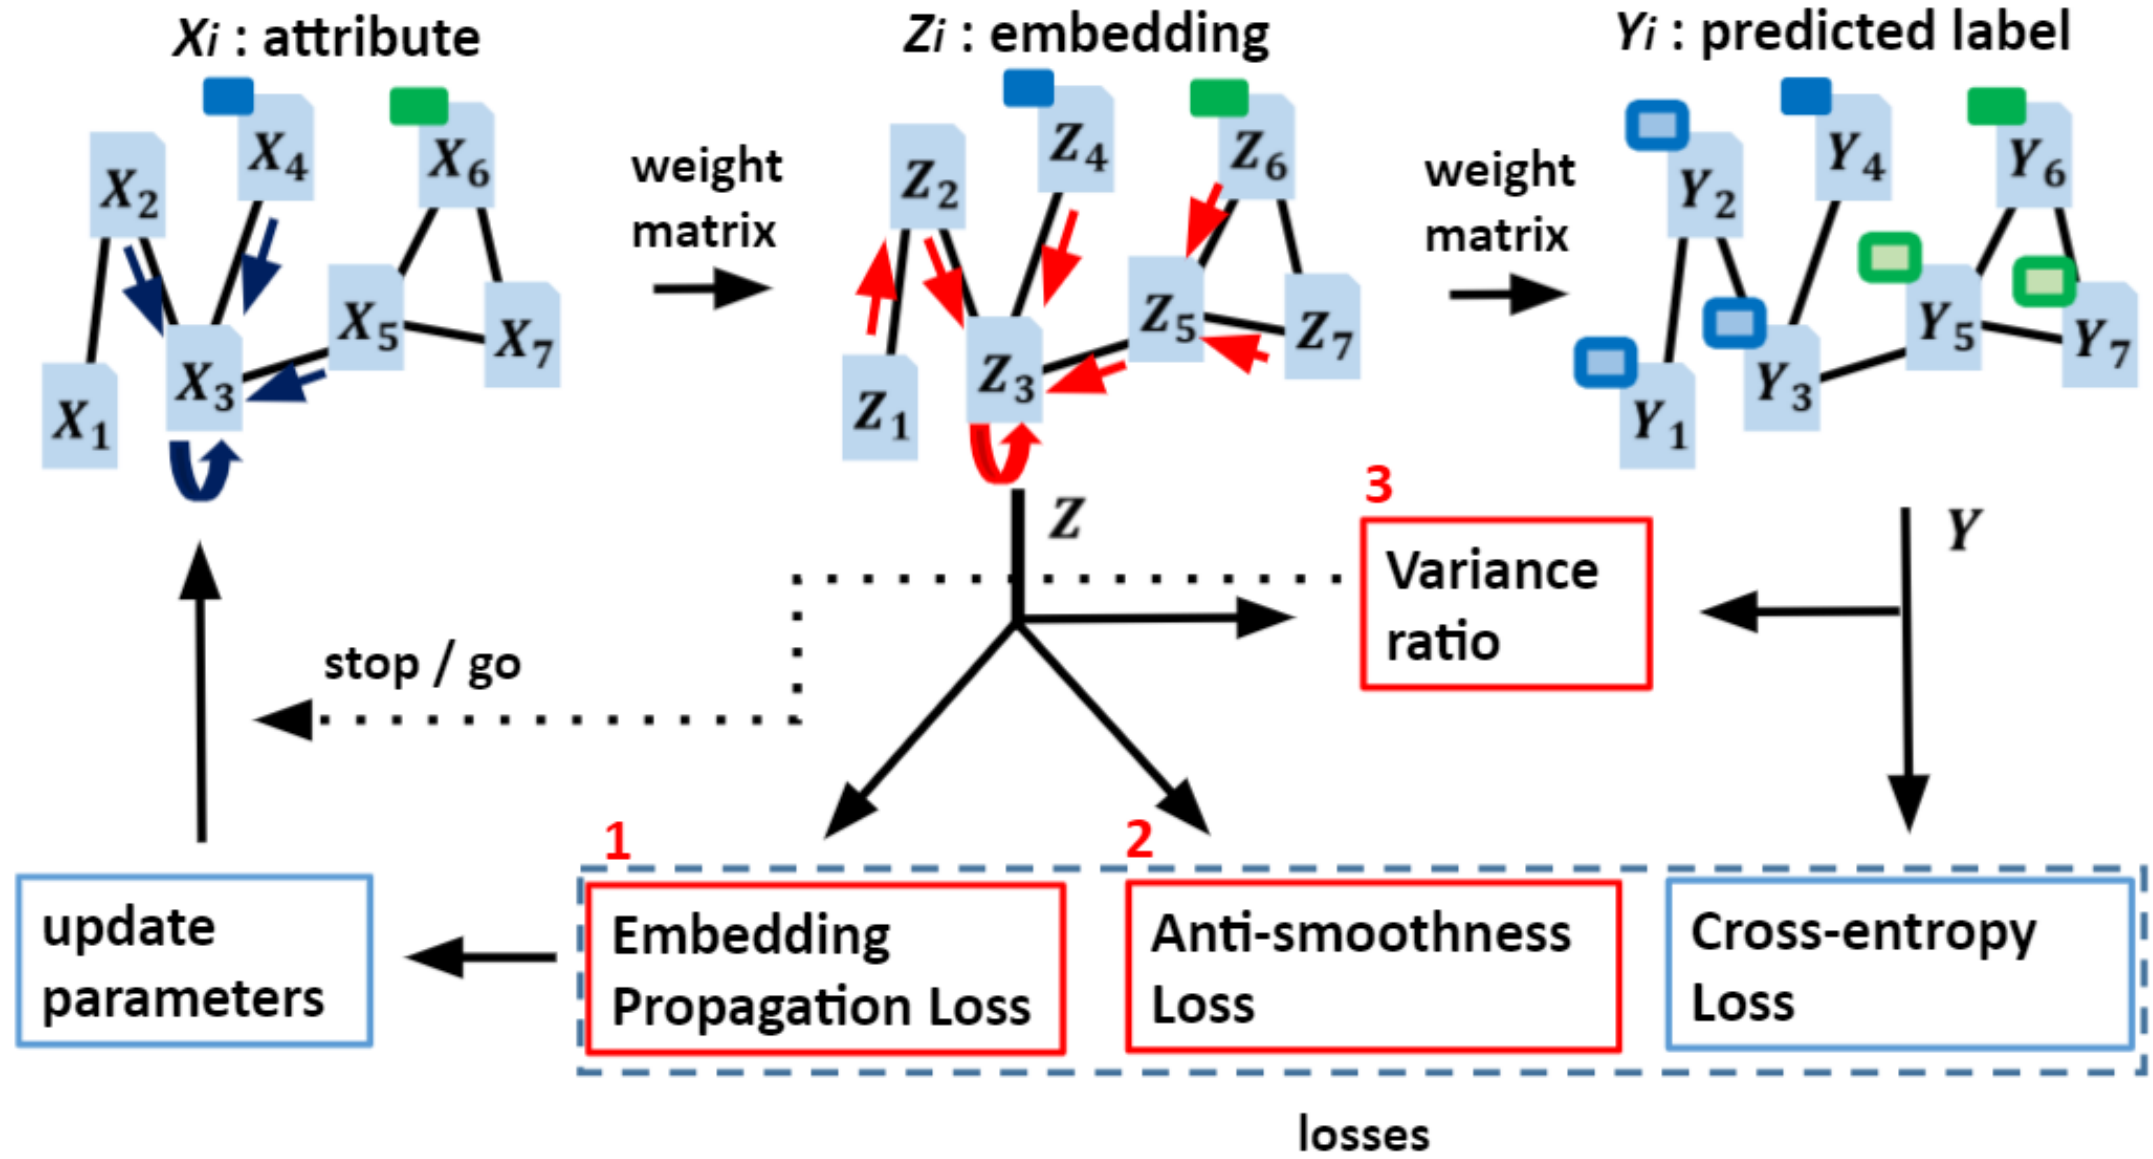 Xi : attribute
Zi : embedding
Yi : predicted label
X2
X4
X6
X5
X7
X3
X1
weight
matrix
Z2
Z4
Z6
Z5
Z7
Z3
Z1
weight
matrix
Y2
Y4
Y6
Y5
Y7
Y3
Y1
Z
3
Variance
ratio
Y
stop / go
1
2
update
parameters
Embedding
Propagation Loss
Anti-smoothness
Loss
Cross-entropy
Loss
losses